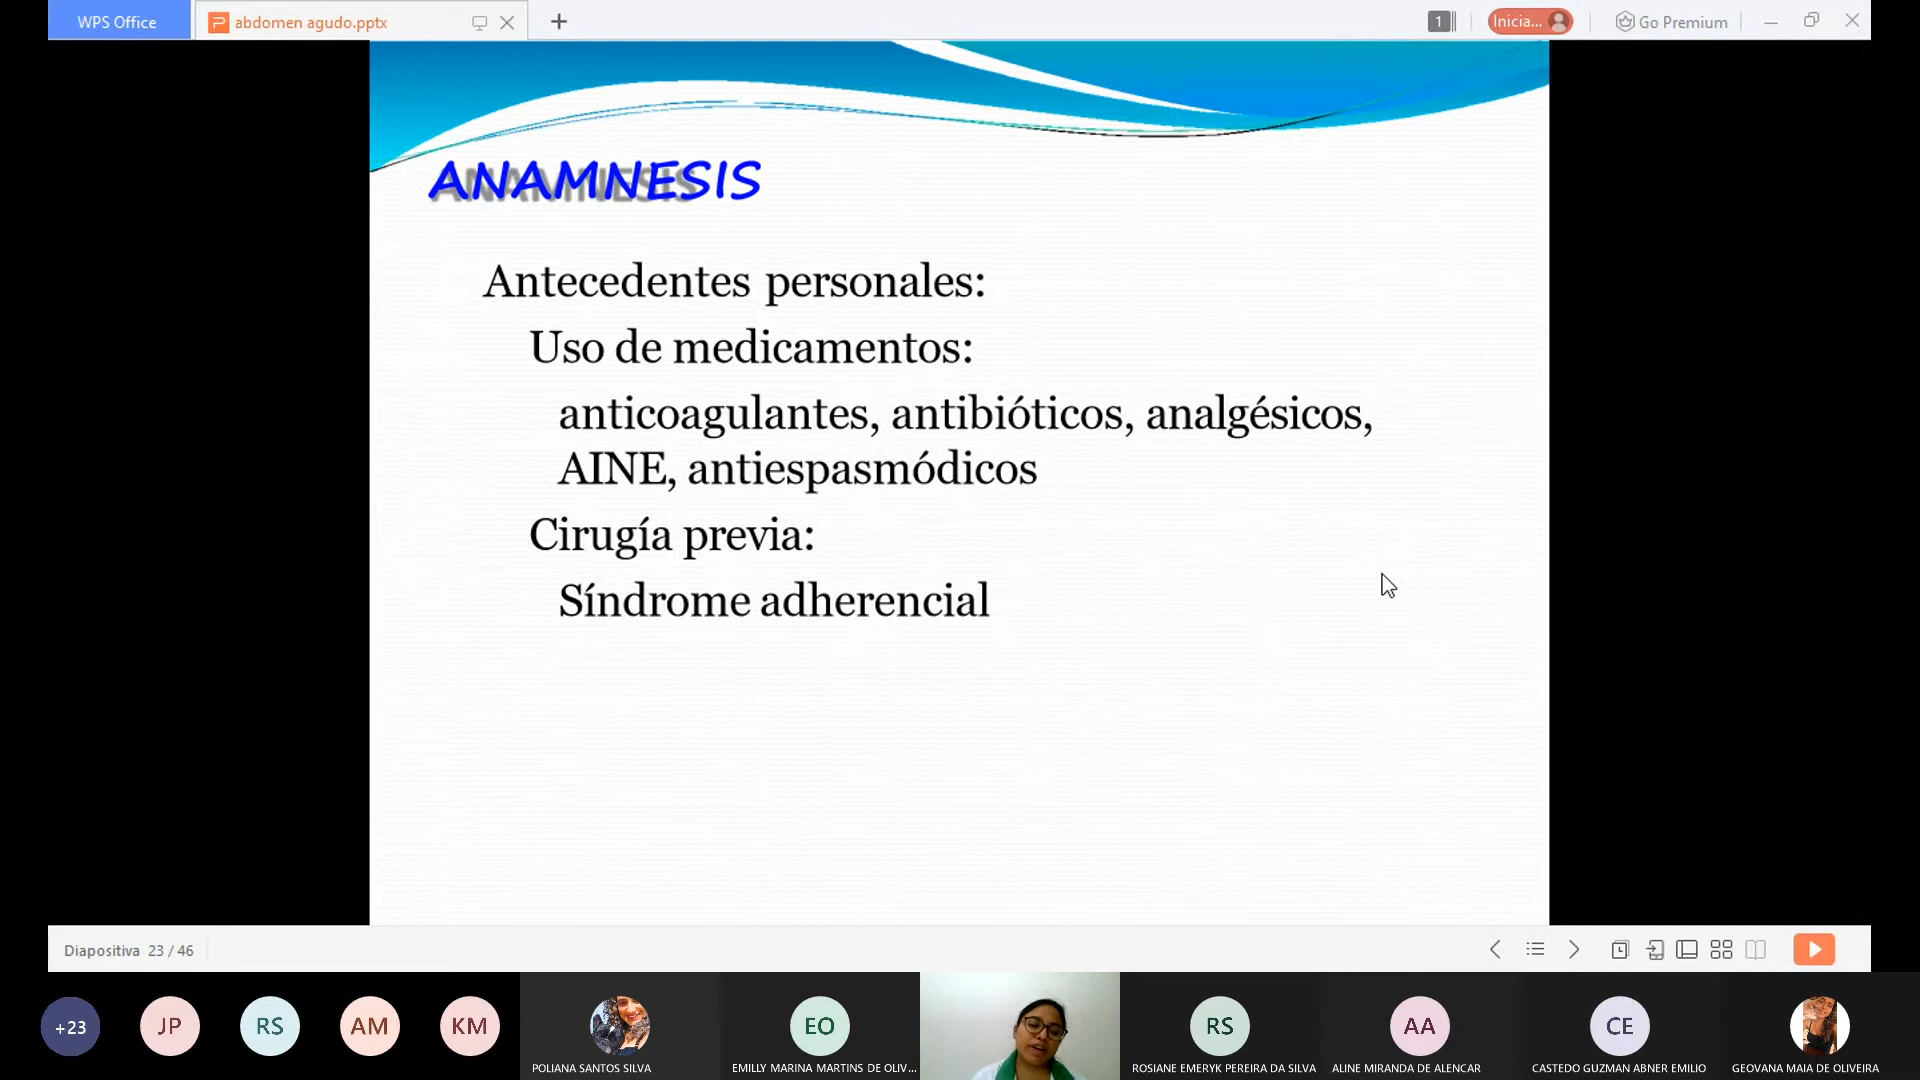 WPS Office
abdomen agudo.pptx
1
Inicia...
Go Premium
ANAMNESIS
Antecedentes personales:
Uso de medicamentos:
anticoagulantes, antibióticos, analgésicos,
AINE, antiespasmódicos
Cirugía previa:
Síndrome adherencial
Diapositiva 23 / 46
+23
JP
RS
AM
KM
POLIANA SANTOS SILVA
EO
EMILLY MARINA MARTINS DE OLIV...
RS
ROSIANE EMERYK PEREIRA DA SILVA
AA
ALINE MIRANDA DE ALENCAR
CE
CASTEDO GUZMAN ABNER EMILIO
GEOVANA MAIA DE OLIVEIRA